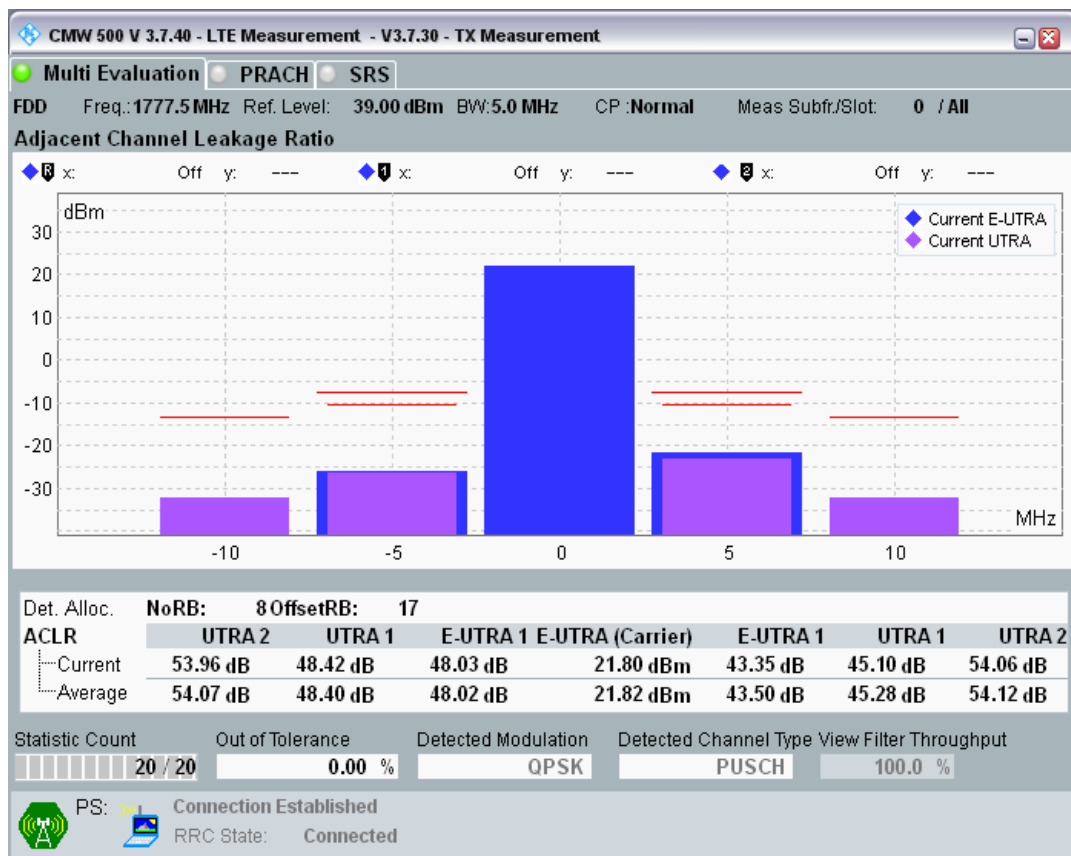 CMW 500 V 3.7.40 - LTE Measurement - V3.7.30 - TX Measurement
Multi Evaluation PRACH SRS
FDD Freq.:1777.5 MHz Ref. Level: 39.00 dBm BW:5.0 MHz CP :Normal Meas Subfr./Slot: 0 / All
Adjacent Channel Leakage Ratio
R x: Off y: --- 1 x: Off y: --- 2 x: Off y: ---
dBm
Current E-UTRA
Current UTRA
30
20
10
0
-10
-20
-30
MHz
-10 -5 0 5 10
Det. Alloc. NoRB: 8 OffsetRB: 17
ACLR UTRA 2 UTRA 1 E-UTRA 1 E-UTRA (Carrier) E-UTRA 1 UTRA 1 UTRA 2
Current 53.96 dB 48.42 dB 48.03 dB 21.80 dBm 43.35 dB 45.10 dB 54.06 dB
Average 54.07 dB 48.40 dB 48.02 dB 21.82 dBm 43.50 dB 45.28 dB 54.12 dB
Statistic Count Out of Tolerance Detected Modulation Detected Channel Type View Filter Throughput
20 / 20 0.00 % QPSK PUSCH 100.0 %
PS: Connection Established
RRC State: Connected